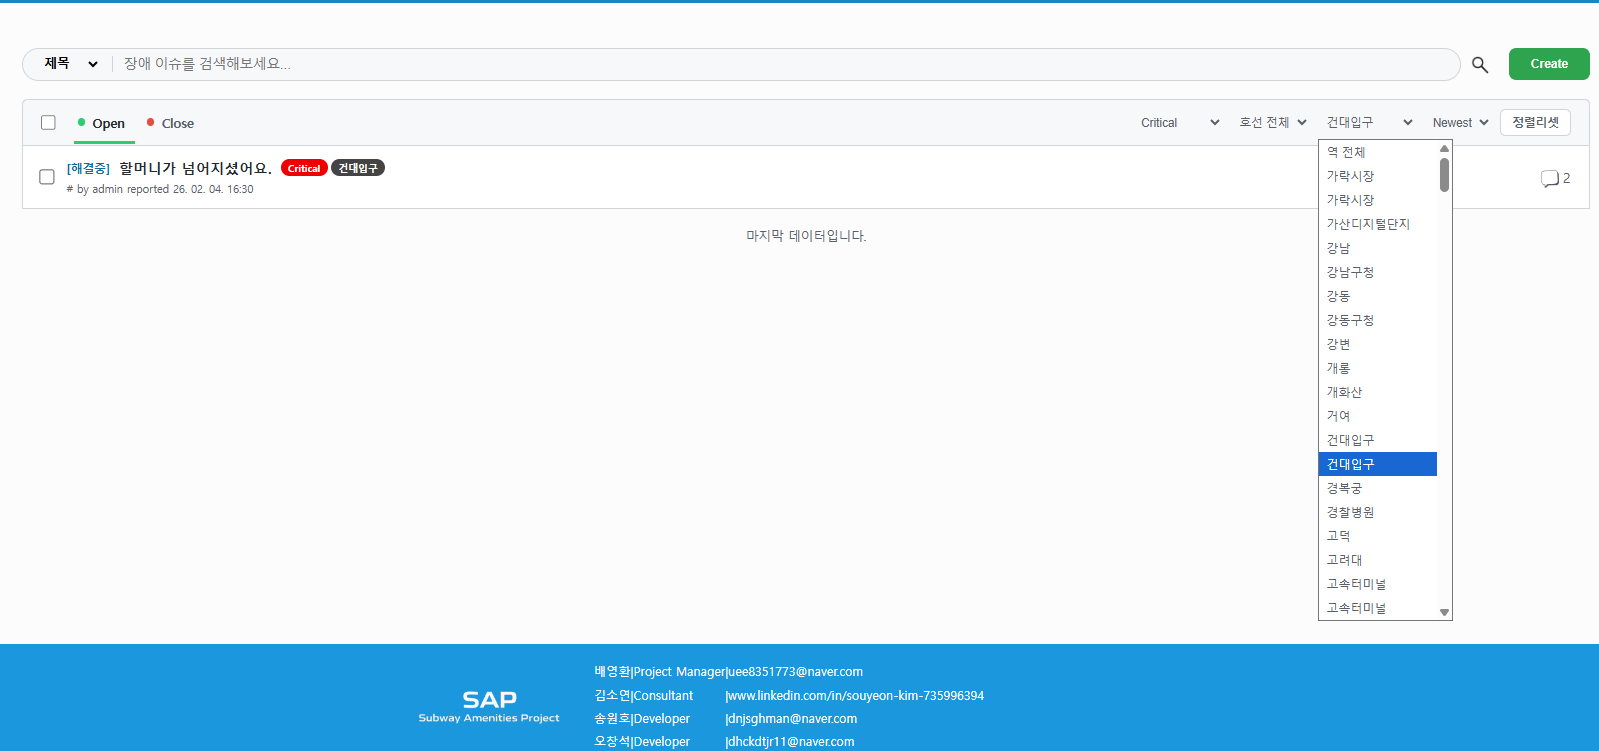 제목 장애 이슈를 검색해보세요... Create
Open Close Critical 호선 전체 건대입구 Newest 정렬리셋
[해결중] 할머니가 넘어지셨어요. Critical 건대입구
# by admin reported 26. 02. 04. 16:30
2
마지막 데이터입니다.
역 전체
가락시장
가락시장
가산디지털단지
강남
강남구청
강동
강동구청
강변
개롱
개화산
거여
건대입구
건대입구
경복궁
경찰병원
고덕
고려대
고속터미널
고속터미널
SAP
Subway Amenities Project
배영환|Project Manager|uee8351773@naver.com
김소연|Consultant |www.linkedin.com/in/souyeon-kim-735996394
송원호|Developer |dnjsghman@naver.com
오창석|Developer |dhckdtjr11@naver.com